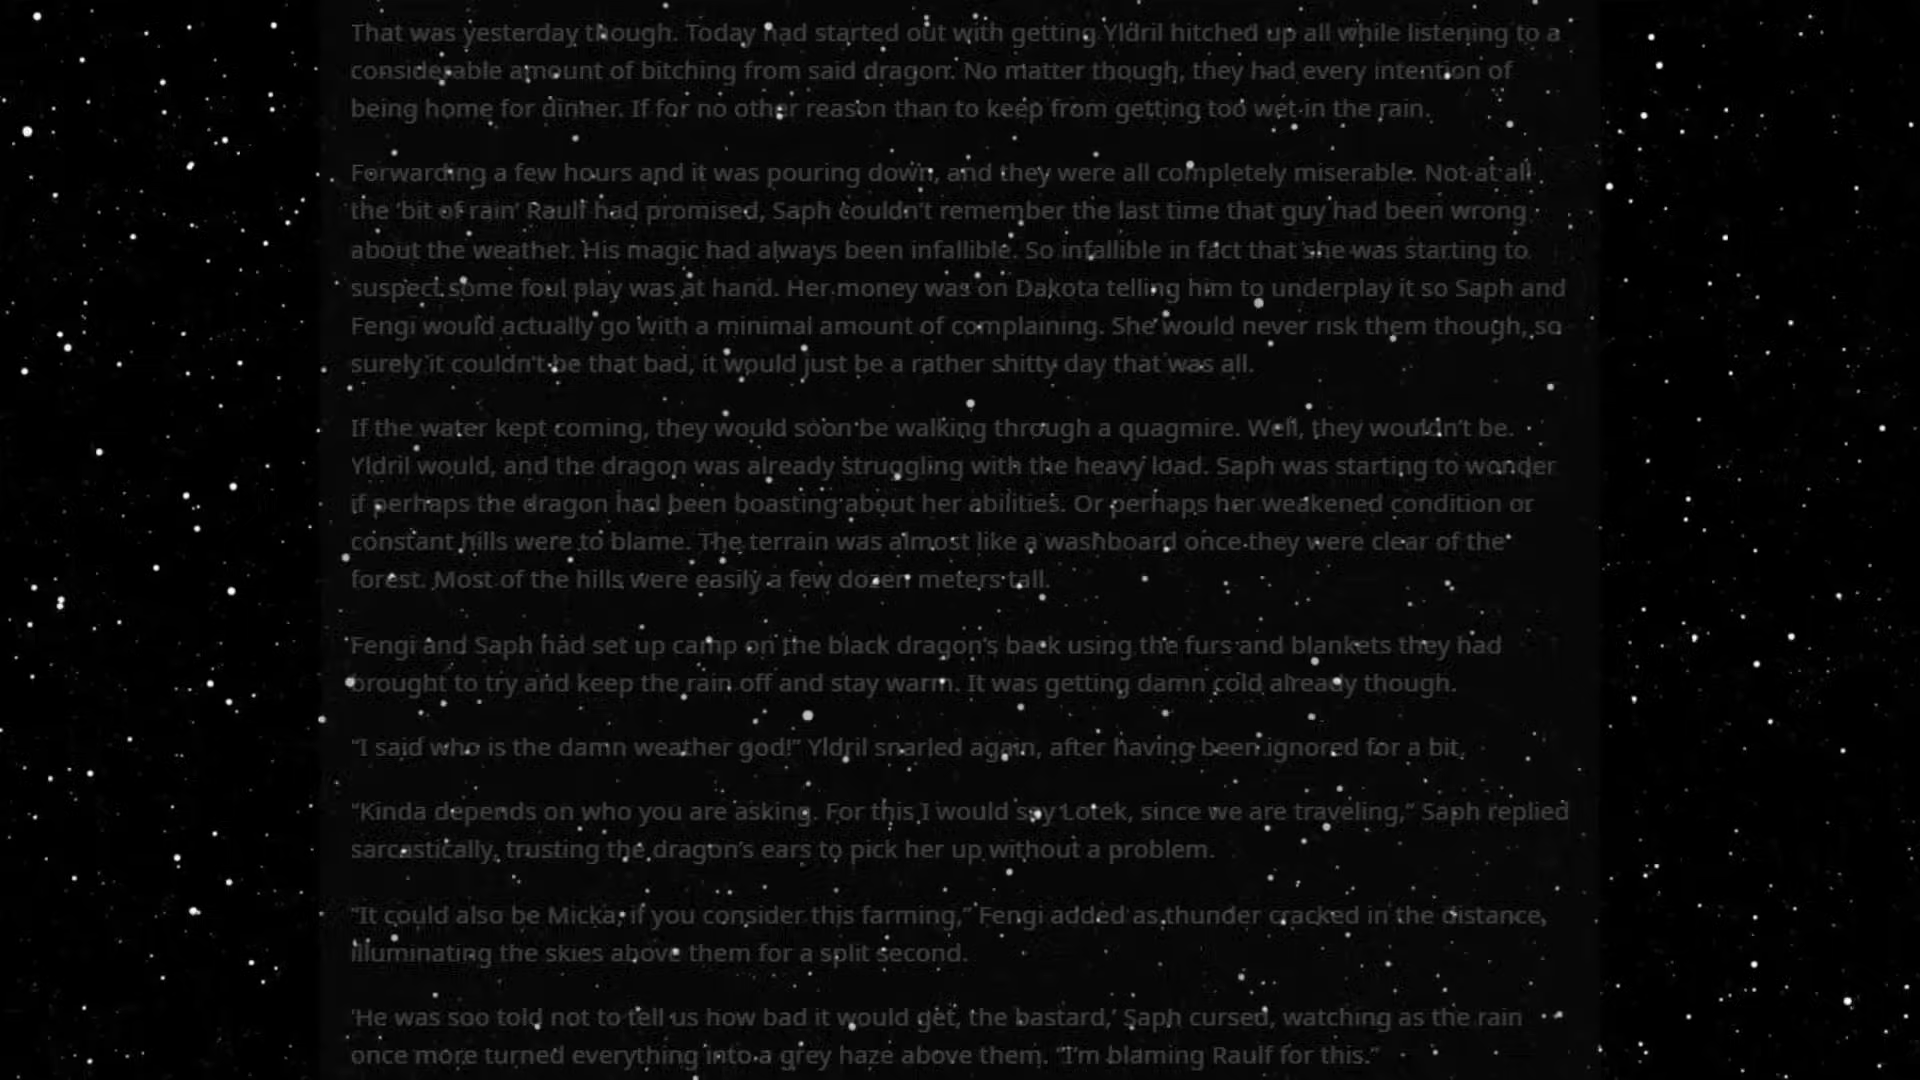 That was yesterday though. Today had started out with getting Yldril hitched up all while listening to a
considerable amount of bitching from said dragon. No matter though, they had every intention of
being home for dinner. If for no other reason than to keep from getting too wet in the rain.
Forwarding a few hours and it was pouring down, and they were all completely miserable. Not at all
the ‘bit of rain’ Raulf had promised, Saph couldn’t remember the last time that guy had been wrong
about the weather. His magic had always been infallible. So infallible in fact that she was starting to
suspect some foul play was at hand. Her money was on Dakota telling him to underplay it so Saph and
Fengi would actually go with a minimal amount of complaining. She would never risk them though, so
surely it couldn’t be that bad, it would just be a rather shitty day that was all.
If the water kept coming, they would soon be walking through a quagmire. Well, they wouldn’t be.
Yldril would, and the dragon was already struggling with the heavy load. Saph was starting to wonder
if perhaps the dragon had been boasting about her abilities. Or perhaps her weakened condition or
constant hills were to blame. The terrain was almost like a washboard once they were clear of the
forest. Most of the hills were easily a few dozen meters tall.
Fengi and Saph had set up camp on the black dragon’s back using the furs and blankets they had
brought to try and keep the rain off and stay warm. It was getting damn cold already though.
“I said who is the damn weather god!” Yldril snarled again, after having been ignored for a bit.
“Kinda depends on who you are asking. For this I would say Lotek, since we are traveling,” Saph replied
sarcastically, trusting the dragon’s ears to pick her up without a problem.
“It could also be Micka, if you consider this farming,” Fengi added as thunder cracked in the distance,
illuminating the skies above them for a split second.
‘He was soo told not to tell us how bad it would get, the bastard,’ Saph cursed, watching as the rain
once more turned everything into a grey haze above them. “I’m blaming Raulf for this.”